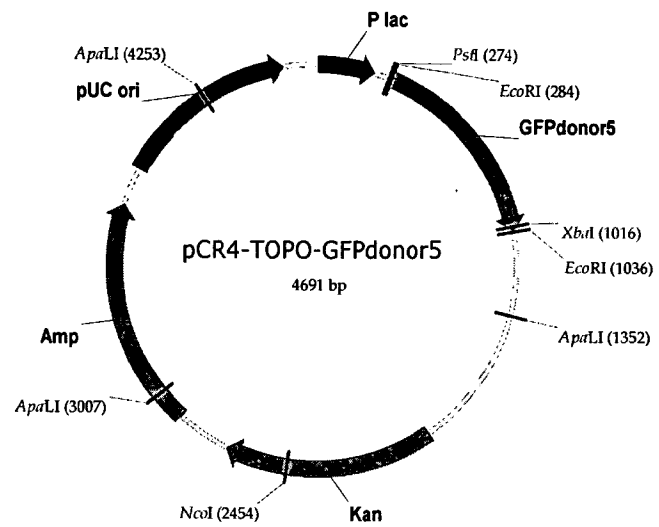 P lac
ApaLI (4253)
PstI (274)
pUC ori
EcoRI (284)
GFPdonor5
pCR4-TOPO-GFPdonor5
4691 bp
XbaI (1016)
EcoRI (1036)
ApaLI (1352)
Amp
ApaLI (3007)
NcoI (2454)
Kan